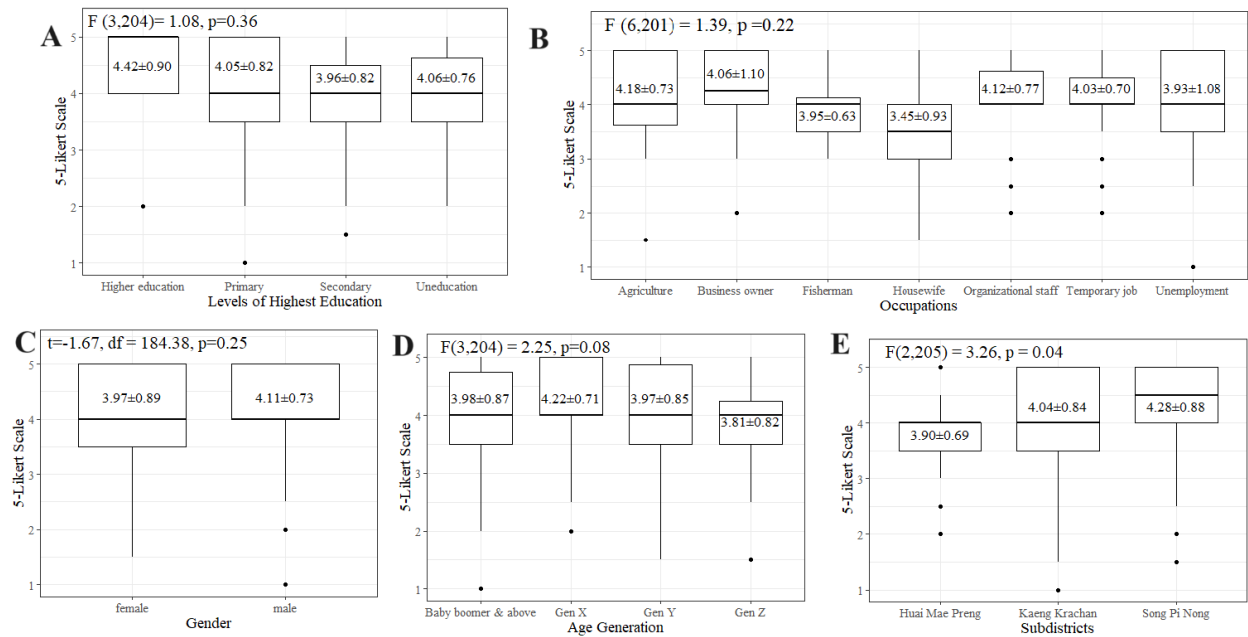 A
F (3,204)= 1.08, p=0.36
5-Likert Scale
5
4
3
2
1
4.42±0.90
4.05±0.82
3.96±0.82
4.06±0.76
Higher education Primary Secondary Uneducation
Levels of Highest Education
B
F (6,201) = 1.39, p =0.22
5-Likert Scale
5
4
3
2
1
4.18±0.73
4.06±1.10
3.95±0.63
3.45±0.93
4.12±0.77
4.03±0.70
3.93±1.08
Agriculture Business owner Fisherman Housewife Organizational staff Temporary job Unemployment
Occupations
C
t=-1.67, df = 184.38, p=0.25
5-Likert Scale
5
4
3
2
1
3.97±0.89
4.11±0.73
female male
Gender
D
F(3,204) = 2.25, p=0.08
5-Likert Scale
5
4
3
2
1
3.98±0.87
4.22±0.71
3.97±0.85
3.81±0.82
Baby boomer & above Gen X Gen Y Gen Z
Age Generation
E
F(2,205) = 3.26, p = 0.04
5-Likert Scale
5
4
3
2
1
3.90±0.69
4.04±0.84
4.28±0.88
Huai Mae Preng Kaeng Krachan Song Pi Nong
Subdistricts